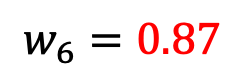 w₆ = 0.87